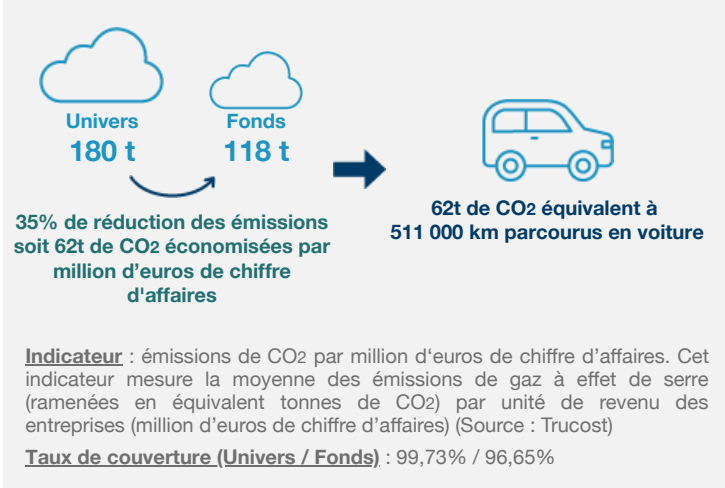 Univers
180 t
Fonds
118 t
35% de réduction des émissions
soit 62t de CO2 économisées par
million d’euros de chiffre
d'affaires
62t de CO2 équivalent à
511 000 km parcourus en voiture
Indicateur : émissions de CO2 par million d‘euros de chiffre d’affaires. Cet
indicateur mesure la moyenne des émissions de gaz à effet de serre
(ramenées en équivalent tonnes de CO2) par unité de revenu des
entreprises (million d’euros de chiffre d’affaires) (Source : Trucost)
Taux de couverture (Univers / Fonds) : 99,73% / 96,65%